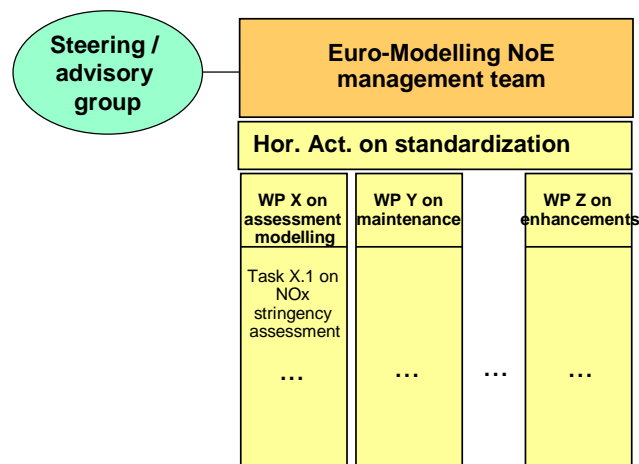 Steering /
advisory
group
Euro-Modelling NoE
management team
Hor. Act. on standardization
WP X on
assessment
modelling
WP Y on
maintenance
WP Z on
enhancements
Task X.1 on
NOx
stringency
assessment
...
...
...
...